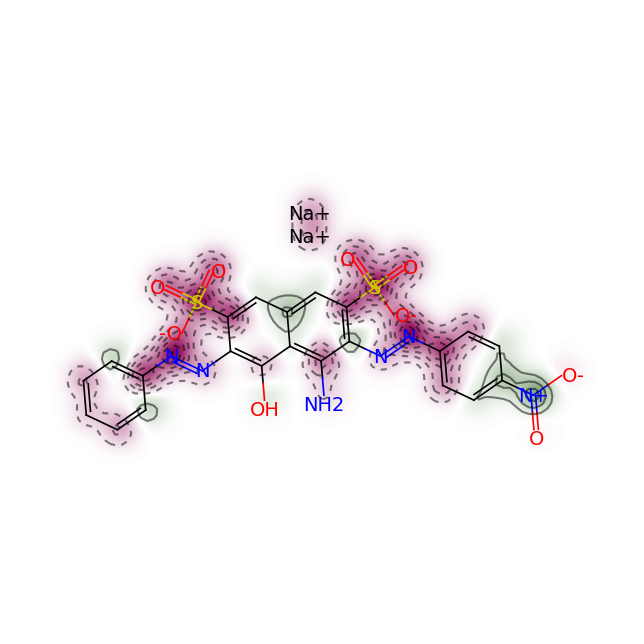 Na+
Na+
O O S -O
O O S O-
N N
N N
OH
NH2
N+ O-
O